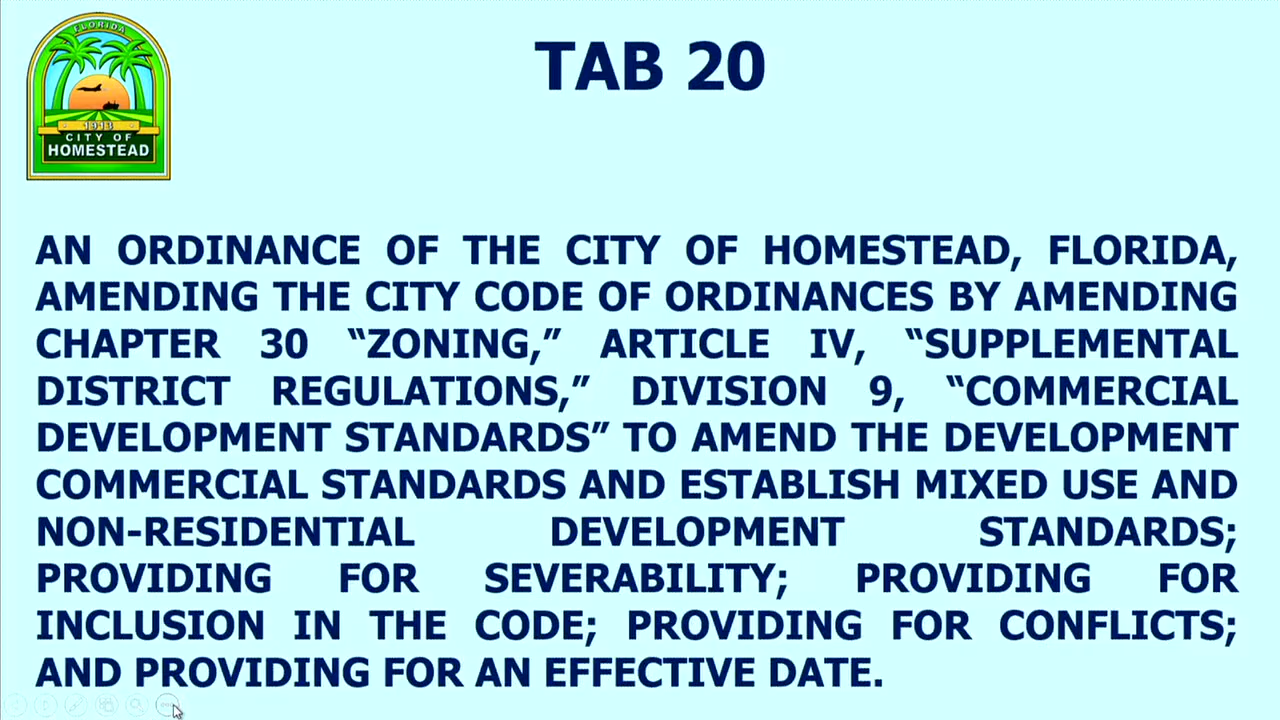 FLORIDA
1913
CITY OF
HOMESTEAD
TAB 20
AN ORDINANCE OF THE CITY OF HOMESTEAD, FLORIDA,
AMENDING THE CITY CODE OF ORDINANCES BY AMENDING
CHAPTER 30 “ZONING,” ARTICLE IV, “SUPPLEMENTAL
DISTRICT REGULATIONS,” DIVISION 9, “COMMERCIAL
DEVELOPMENT STANDARDS” TO AMEND THE DEVELOPMENT
COMMERCIAL STANDARDS AND ESTABLISH MIXED USE AND
NON-RESIDENTIAL DEVELOPMENT STANDARDS;
PROVIDING FOR SEVERABILITY; PROVIDING FOR
INCLUSION IN THE CODE; PROVIDING FOR CONFLICTS;
AND PROVIDING FOR AN EFFECTIVE DATE.